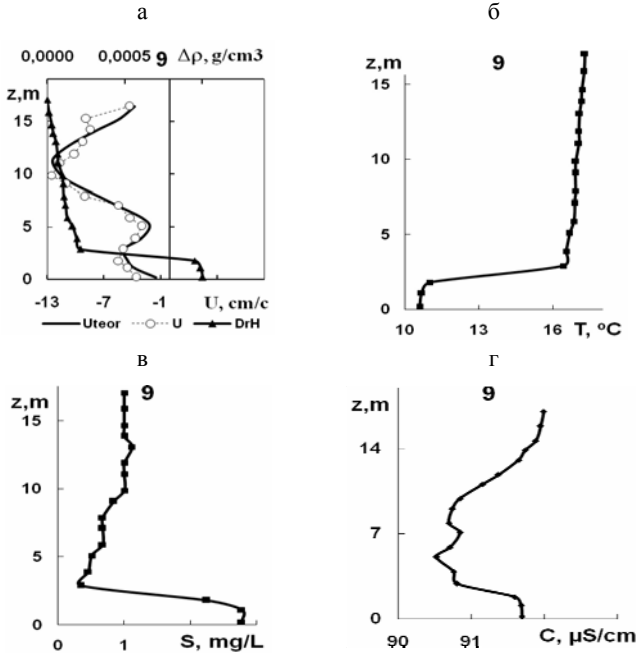 а
б
0,0000 0,0005 9 Δρ, g/cm3
z,m
15
10
5
0
-13 -7 -1
U, cm/c
Uteor U DrH
z,m
9
15
10
5
0
10 13 16 T, °C
в
г
z,m
9
15
10
5
0
0 1 S, mg/L
z,m
9
14
7
0
90 91 C, µS/cm